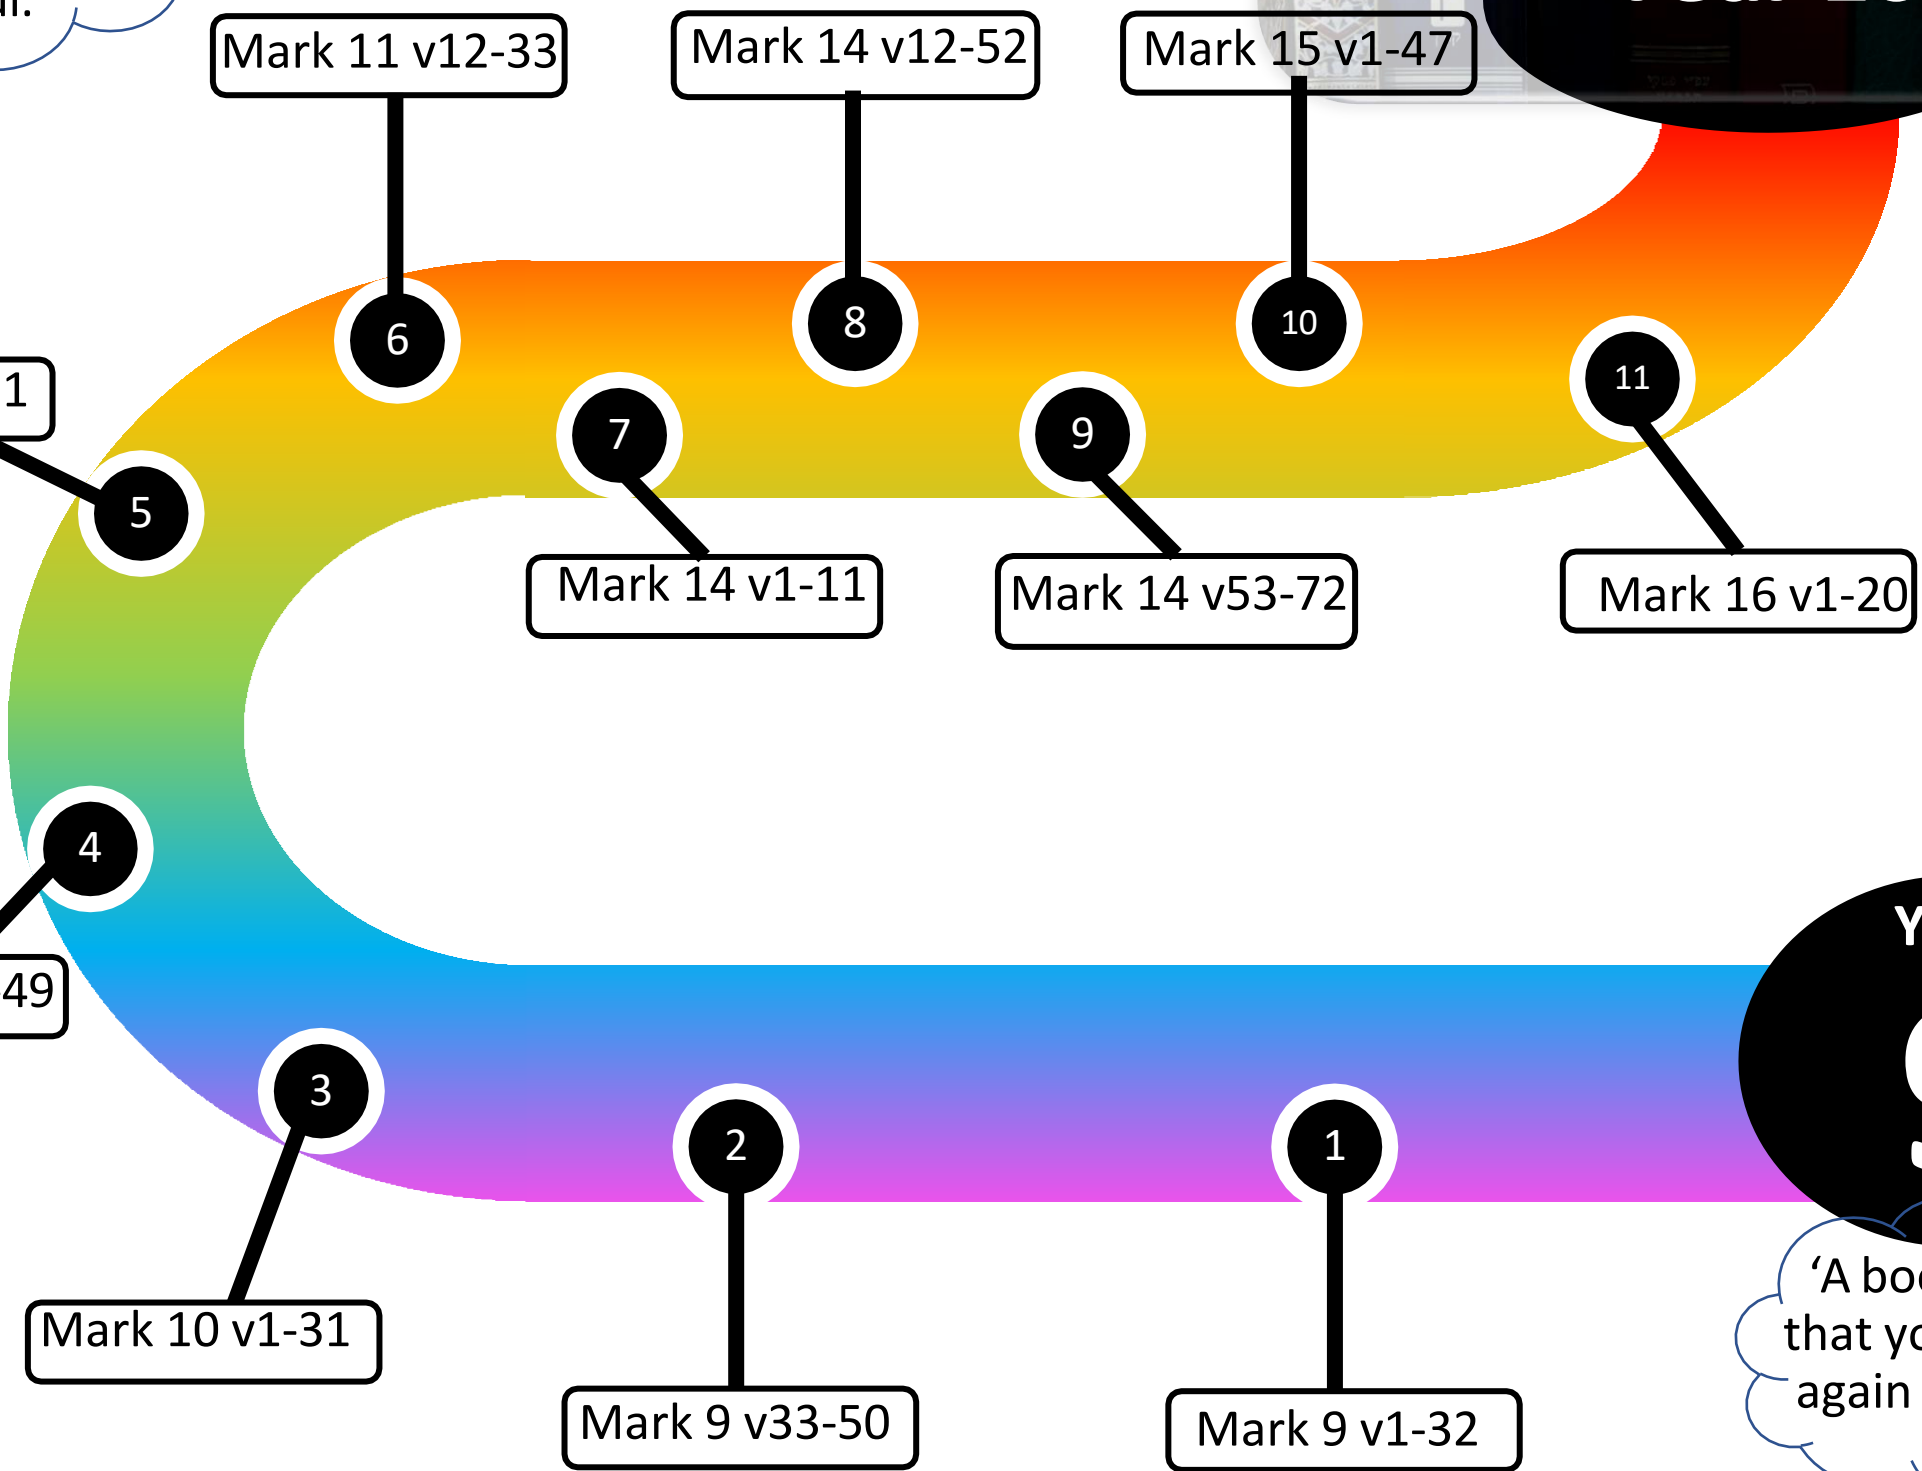 Mark 11 v12-33
Mark 14 v12-52
Mark 15 v1-47
6
8
10
11
7
9
1
5
Mark 14 v1-11
Mark 14 v53-72
Mark 16 v1-20
4
49
3
2
1
Mark 10 v1-31
Mark 9 v33-50
Mark 9 v1-32
‘A
that
again